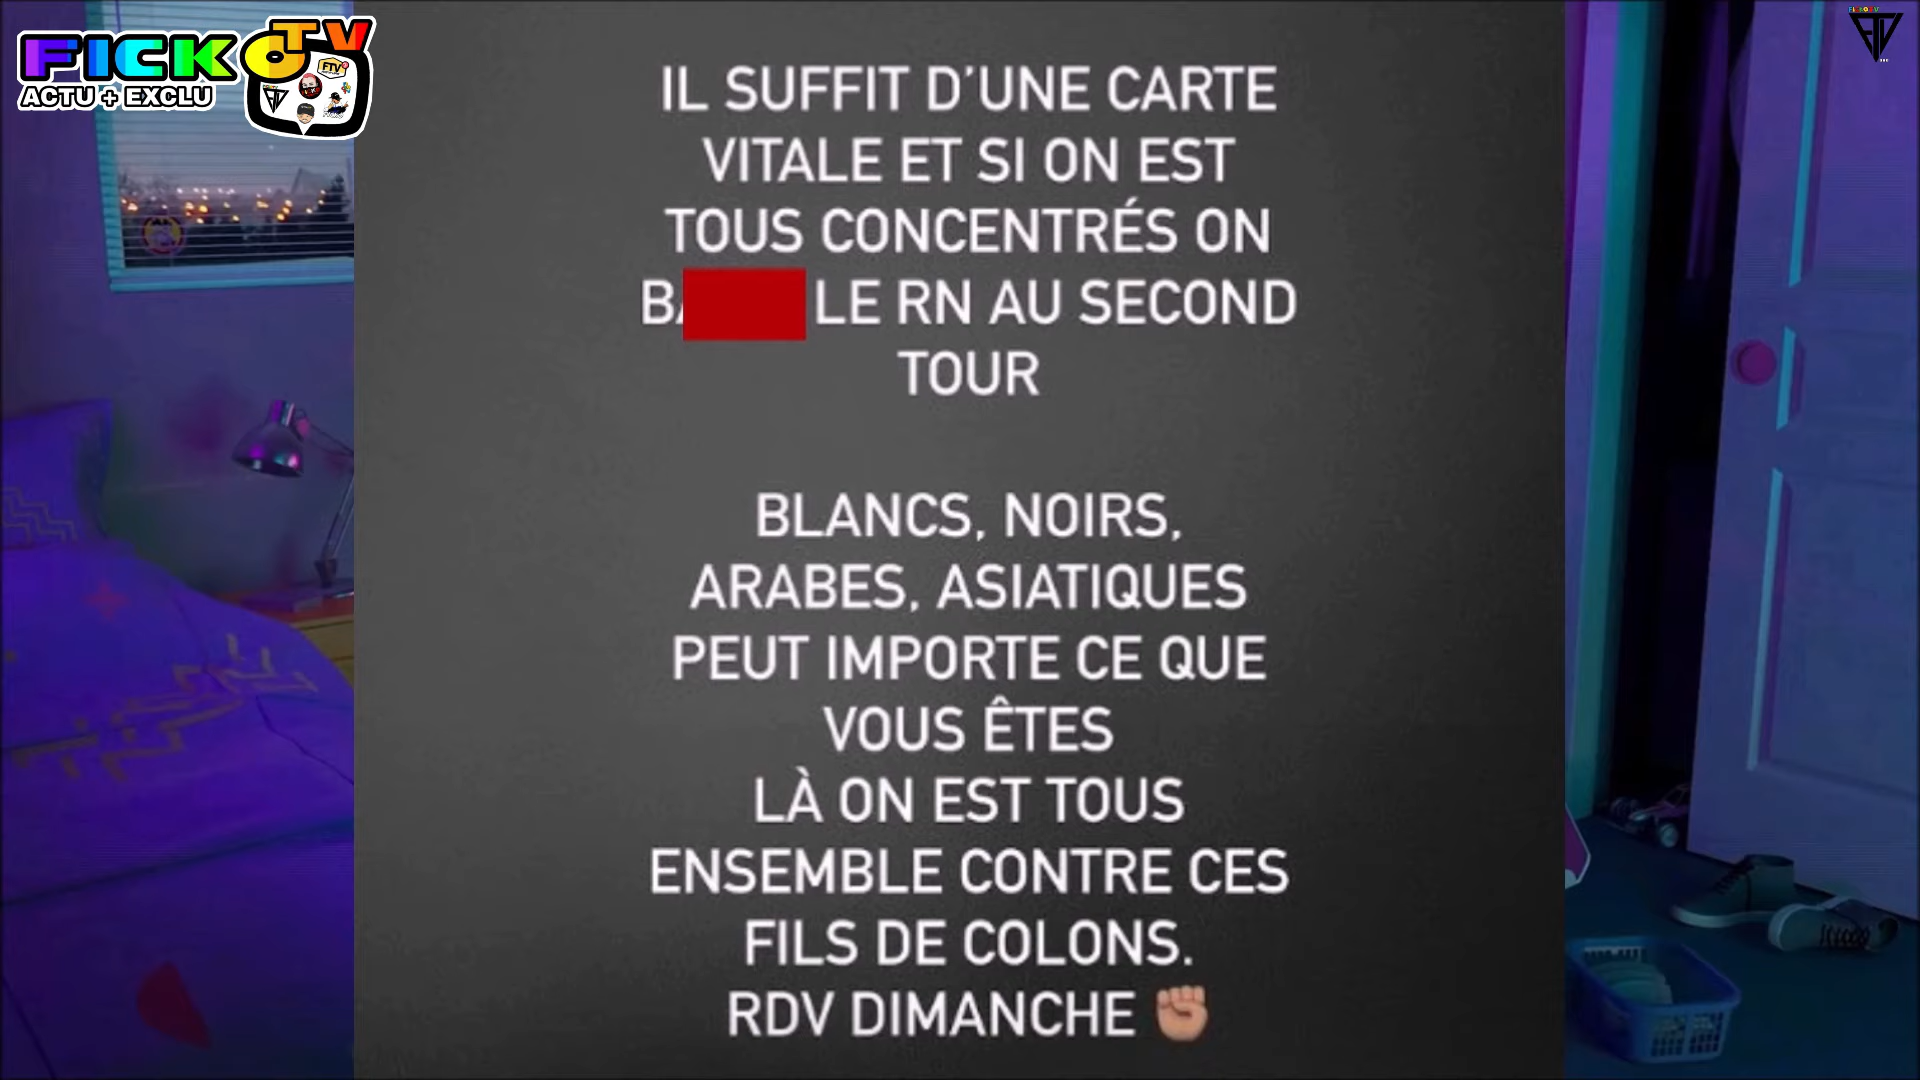 FICKO TV
ACTU + EXCLU
FTV
IL SUFFIT D'UNE CARTE
VITALE ET SI ON EST
TOUS CONCENTRÉS ON
LE RN AU SECOND
TOUR
BLANCS, NOIRS,
ARABES, ASIATIQUES
PEUT IMPORTE CE QUE
VOUS ÊTES
LÀ ON EST TOUS
ENSEMBLE CONTRE CES
FILS DE COLONS.
RDV DIMANCHE ✊🏽